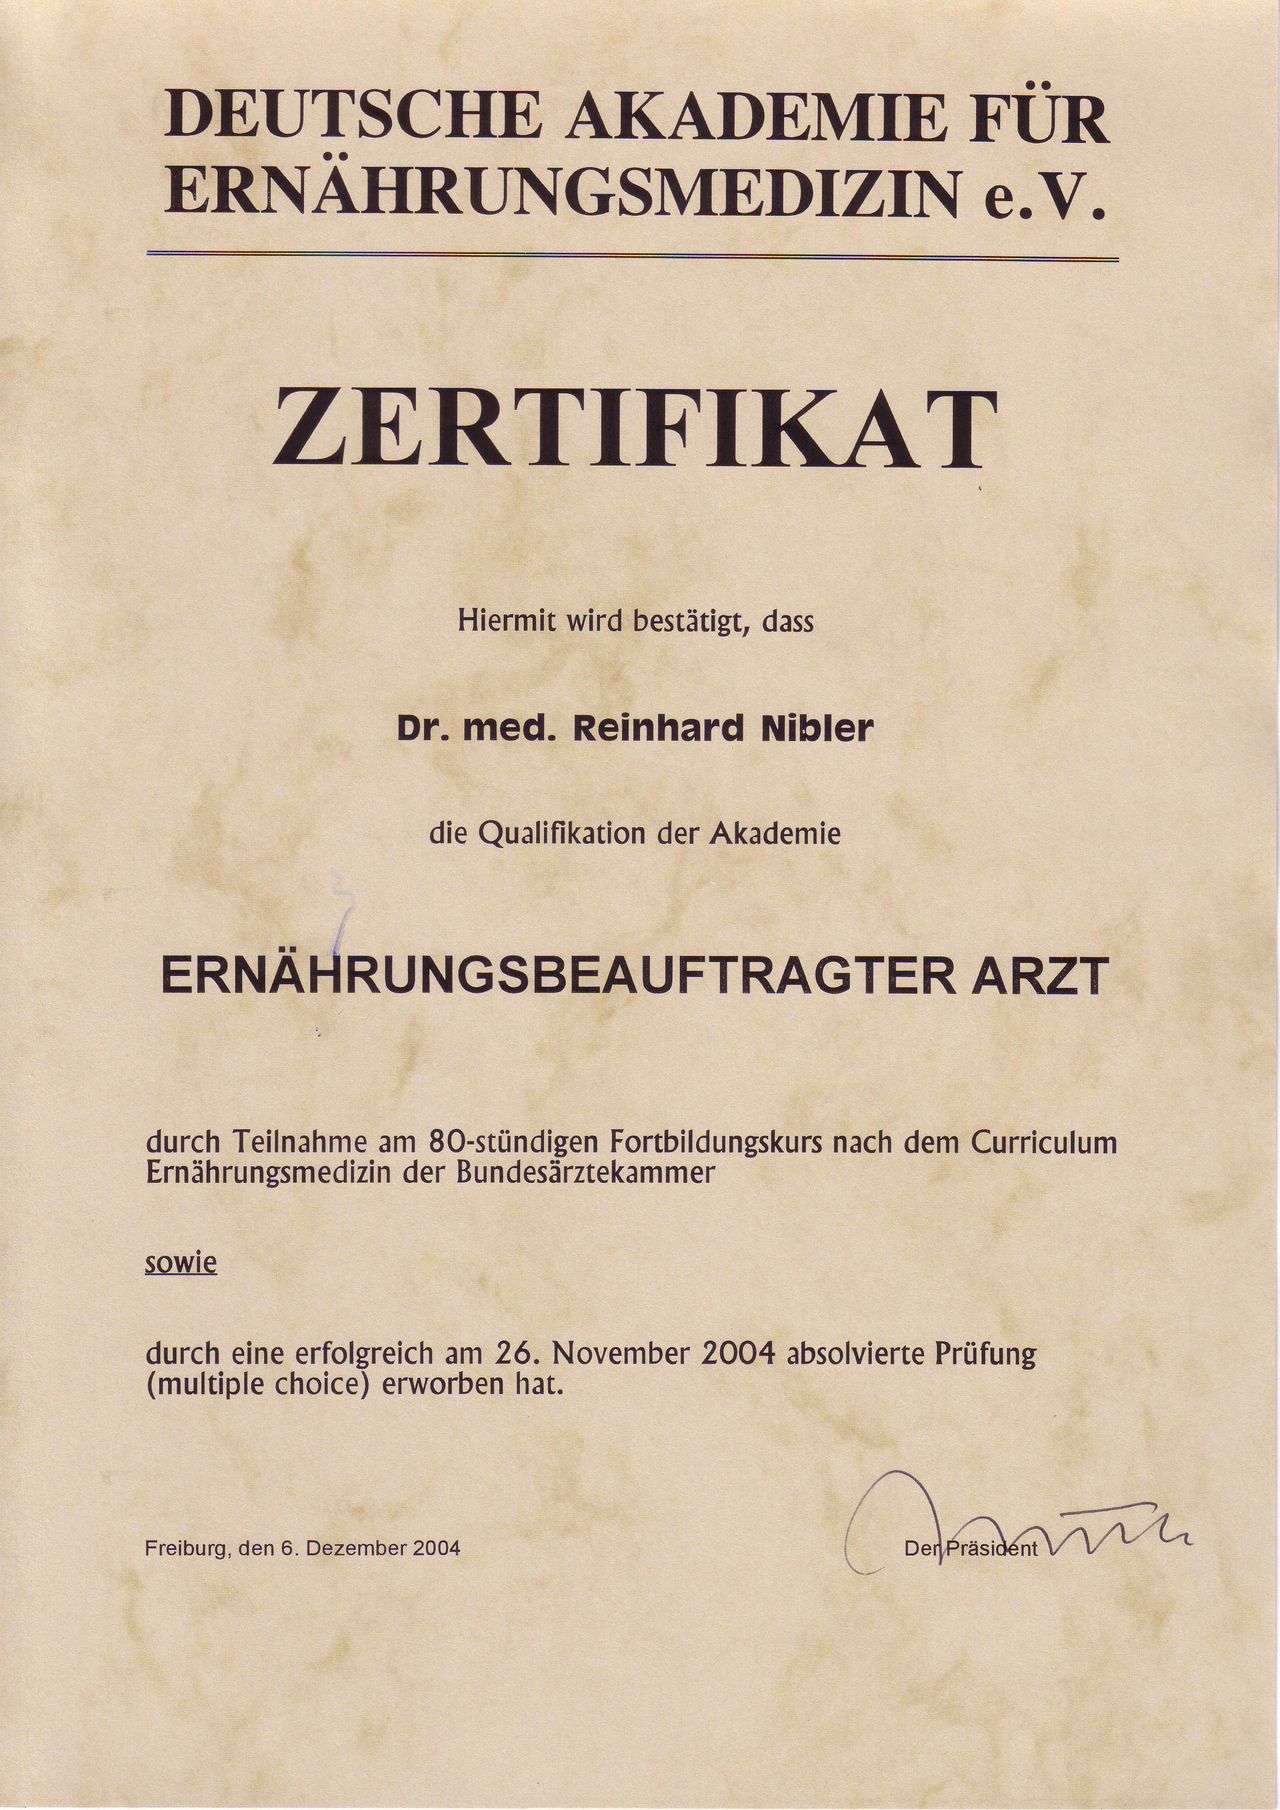 DEUTSCHE AKADEMIE FÜR
ERNÄHRUNGSMEDIZIN e.V.
ZERTIFIKAT
Hiermit wird bestätigt, dass
Dr. med. Reinhard Nibler
die Qualifikation der Akademie
ERNÄHRUNGSBEAUFTRAGTER ARZT
durch Teilnahme am 80-stündigen Fortbildungskurs nach dem Curriculum
Ernährungsmedizin der Bundesärztekammer
sowie
durch eine erfolgreich am 26. November 2004 absolvierte Prüfung
(multiple choice) erworben hat.
Freiburg, den 6. Dezember 2004
Der Präsident